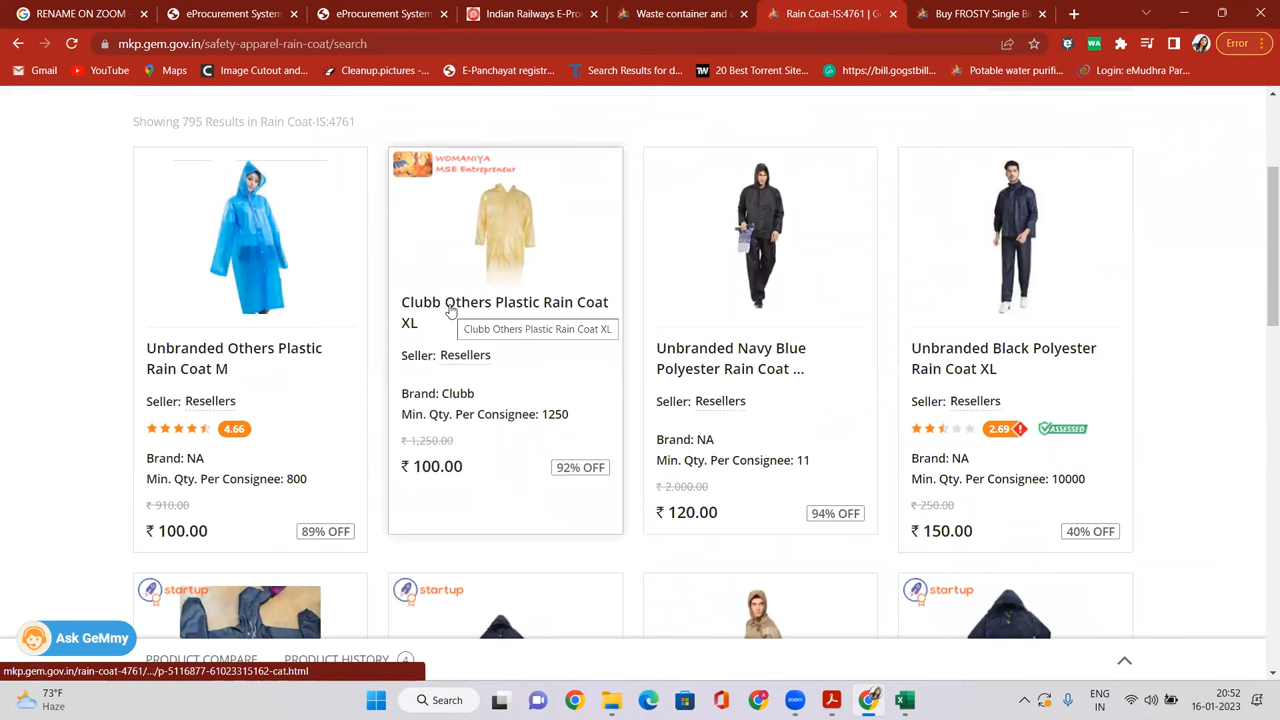 RENAME ON DOCUM
eProcurement System
eProcurement System
Indian Railways E-Pro
Waste container and a
Rain Coat-IS:4761 | G
Buy FROSTY Single Bi
mkp.gem.gov.in/safety-apparel-rain-coat/search
Error
Gmail
YouTube
Maps
Image Cutout and...
Cleanup.pictures -...
E-Panchayat registr...
Search Results for d...
20 Best Torrent Site...
https://bill.gogstbill...
Potable water purifi...
Login: eMudhra Par...
Showing 795 Results in Rain Coat-IS:4761
WOMANIYA
MSE Entrepreneur
Unbranded Others Plastic
Rain Coat M
Seller: Resellers
4.66
Brand: NA
Min. Qty. Per Consignee: 800
₹ 910.00
₹ 100.00
89% OFF
Clubb Others Plastic Rain Coat
XL
Clubb Others Plastic Rain Coat XL
Seller: Resellers
Brand: Clubb
Min. Qty. Per Consignee: 1250
₹ 1,250.00
₹ 100.00
92% OFF
Unbranded Navy Blue
Polyester Rain Coat ...
Seller: Resellers
Brand: NA
Min. Qty. Per Consignee: 11
₹ 2,000.00
₹ 120.00
94% OFF
Unbranded Black Polyester
Rain Coat XL
Seller: Resellers
2.69
ASSESSED
Brand: NA
Min. Qty. Per Consignee: 10000
₹ 250.00
₹ 150.00
40% OFF
startup
startup
startup
Ask GeMmy
PRODUCT COMPARE
PRODUCT HISTORY 4
mkp.gem.gov.in/rain-coat-4761/.../p-5116877-61023315162-cat.html
73°F
Haze
Search
zoom
ENG
IN
20:52
16-01-2023